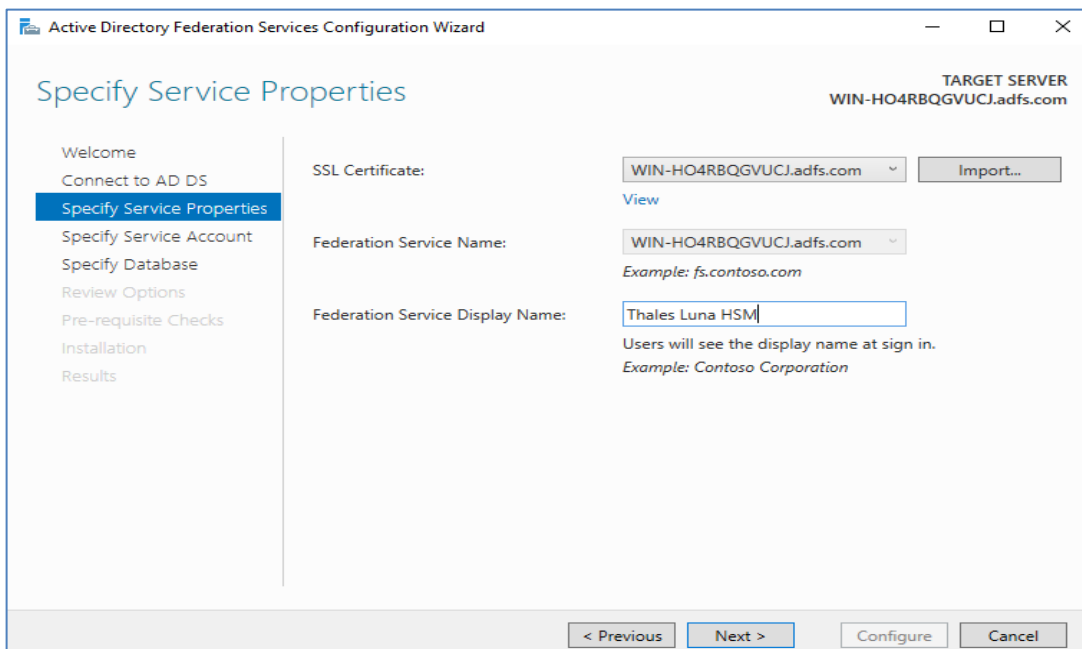 Active Directory Federation Services Configuration Wizard
Specify Service Properties
TARGET SERVER
WIN-HO4RBQGVUCJ.adfs.com
Welcome
Connect to AD DS
Specify Service Properties
Specify Service Account
Specify Database
Review Options
Pre-requisite Checks
Installation
Results
SSL Certificate:
WIN-HO4RBQGVUCJ.adfs.com
Import...
View
Federation Service Name:
WIN-HO4RBQGVUCJ.adfs.com
Example: fs.contoso.com
Federation Service Display Name:
Thales Luna HSM
Users will see the display name at sign in.
Example: Contoso Corporation
< Previous
Next >
Configure
Cancel